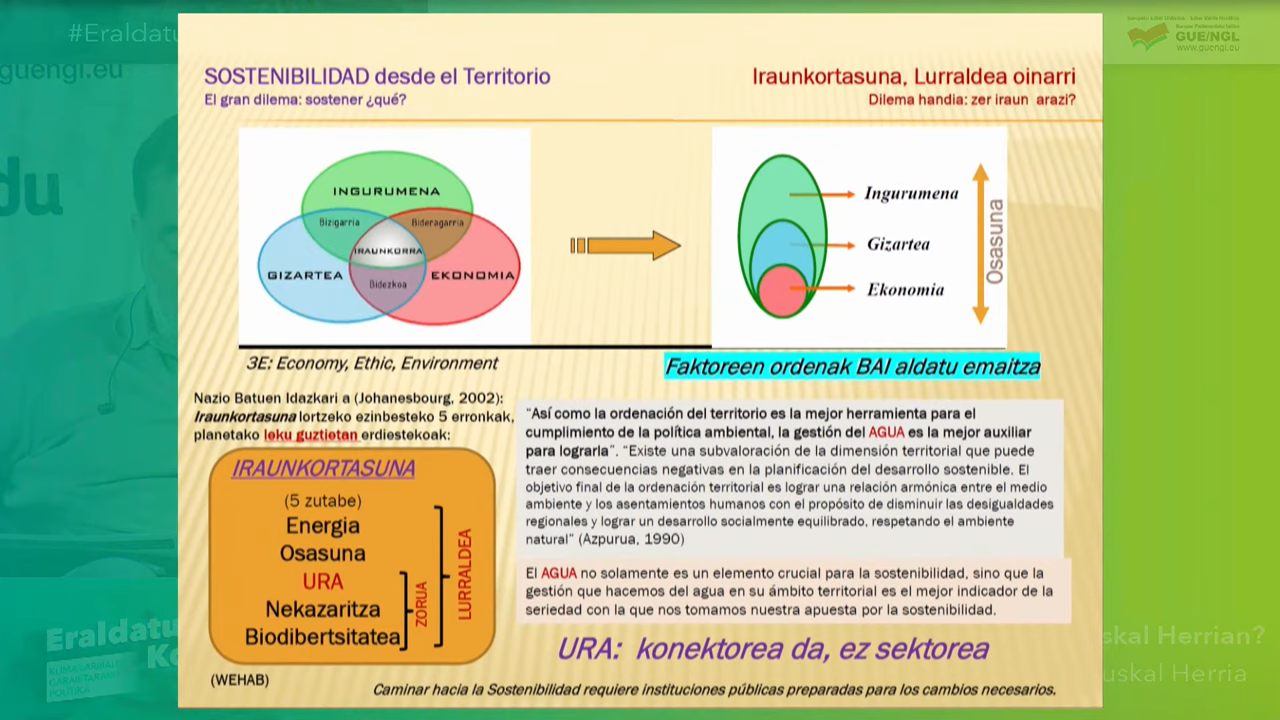 #Eraldatu
guengl.eu
du
GUE/NGL
www.guengl.eu
SOSTENIBILIDAD desde el Territorio
El gran dilema: sostener ¿qué?
Iraunkortasuna, Lurraldea oinarri
Dilema handia: zer iraun arazi?
INGURUMENA
Bizigarria
Bideragarria
IRAUNKORRA
GIZARTEA
EKONOMIA
Bidezkoa
Ingurumena
Gizartea
Ekonomia
Osasuna
3E: Economy, Ethic, Environment
Faktoreen ordenak BAI aldatu emaitza
Nazio Batuen Idazkari a (Johanesbourg, 2002):
Iraunkortasuna lortzeko ezinbesteko 5 erronkak,
planetako leku guztietan erdiestekoak:
IRAUNKORTASUNA
(5 zutabe)
Energia
Osasuna
URA
Nekazaritza
Biodibertsitatea
ZORUA
LURRALDEA
(WEHAB)
“Así como la ordenación del territorio es la mejor herramienta para el
cumplimiento de la política ambiental, la gestión del AGUA es la mejor auxiliar
para lograrla”. “Existe una subvaloración de la dimensión territorial que puede
traer consecuencias negativas en la planificación del desarrollo sostenible. El
objetivo final de la ordenación territorial es lograr una relación armónica entre el medio
ambiente y los asentamientos humanos con el propósito de disminuir las desigualdades
regionales y lograr un desarrollo socialmente equilibrado, respetando el ambiente
natural” (Azpurua, 1990)
El AGUA no solamente es un elemento crucial para la sostenibilidad, sino que la
gestión que hacemos del agua en su ámbito territorial es el mejor indicador de la
seriedad con la que nos tomamos nuestra apuesta por la sostenibilidad.
URA: konektorea da, ez sektorea
Caminar hacia la Sostenibilidad requiere instituciones públicas preparadas para los cambios necesarios.
Eraldatu
Ko
POLITIKA
skal Herrian?
uskal Herria